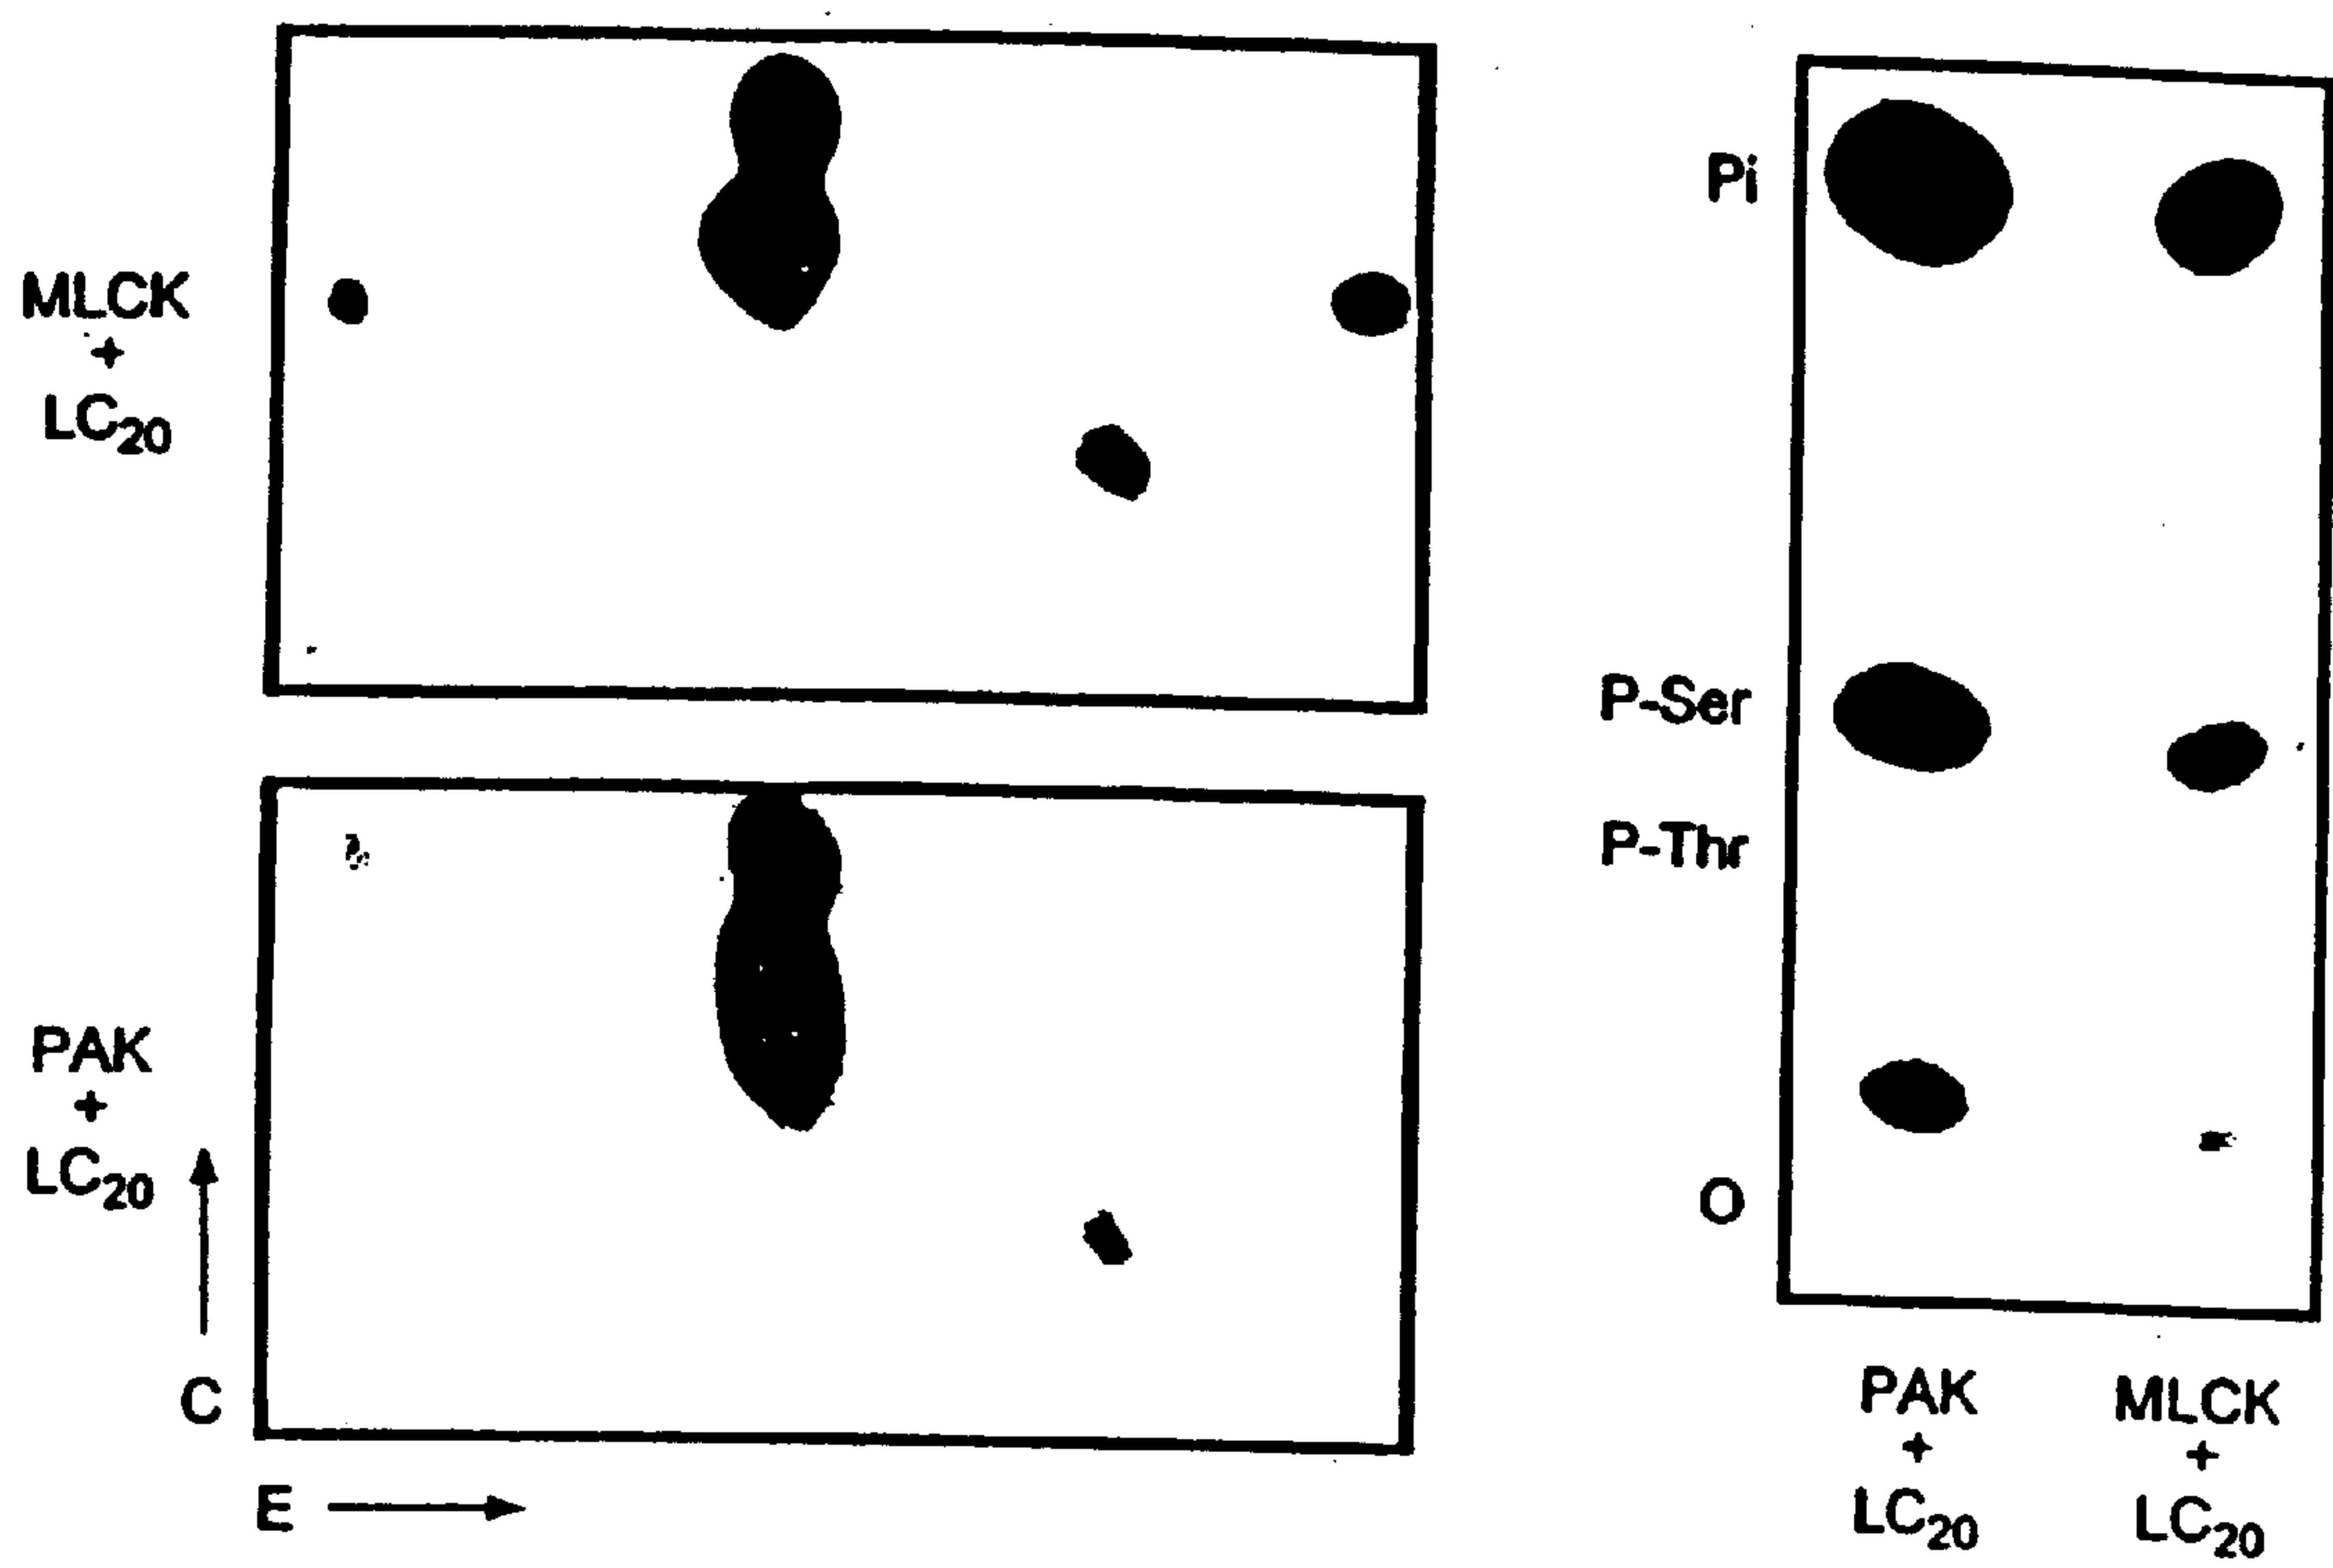 MLCK
+
LC20
PAK
+
LC20
C
E
Pi
P-Ser
P-Thr
O
PAK
+
LC20
MLCK
+
LC20